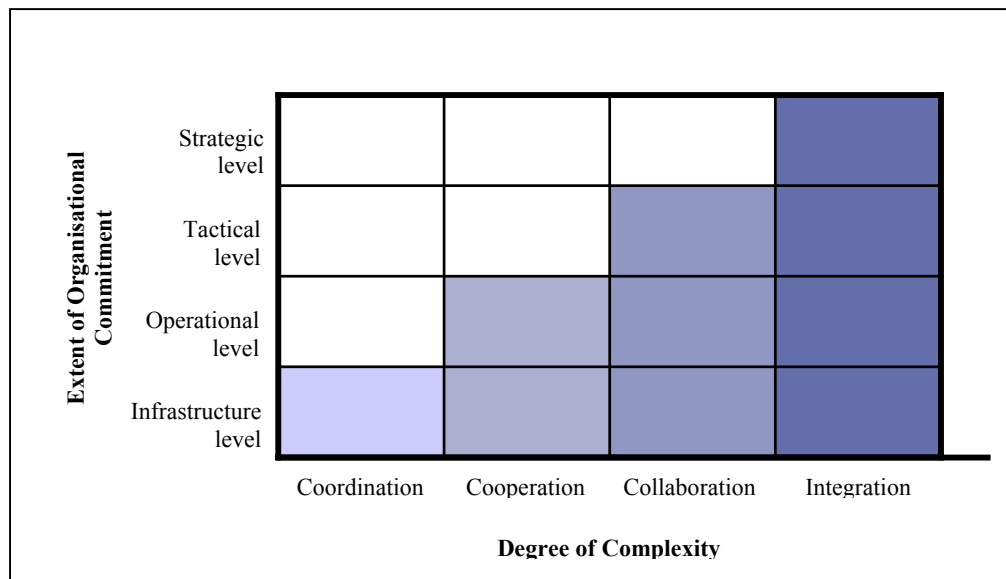 Extent of Organisational
Commitment
Strategic
level
Tactical
level
Operational
level
Infrastructure
level
Coordination
Cooperation
Collaboration
Integration
Degree of Complexity